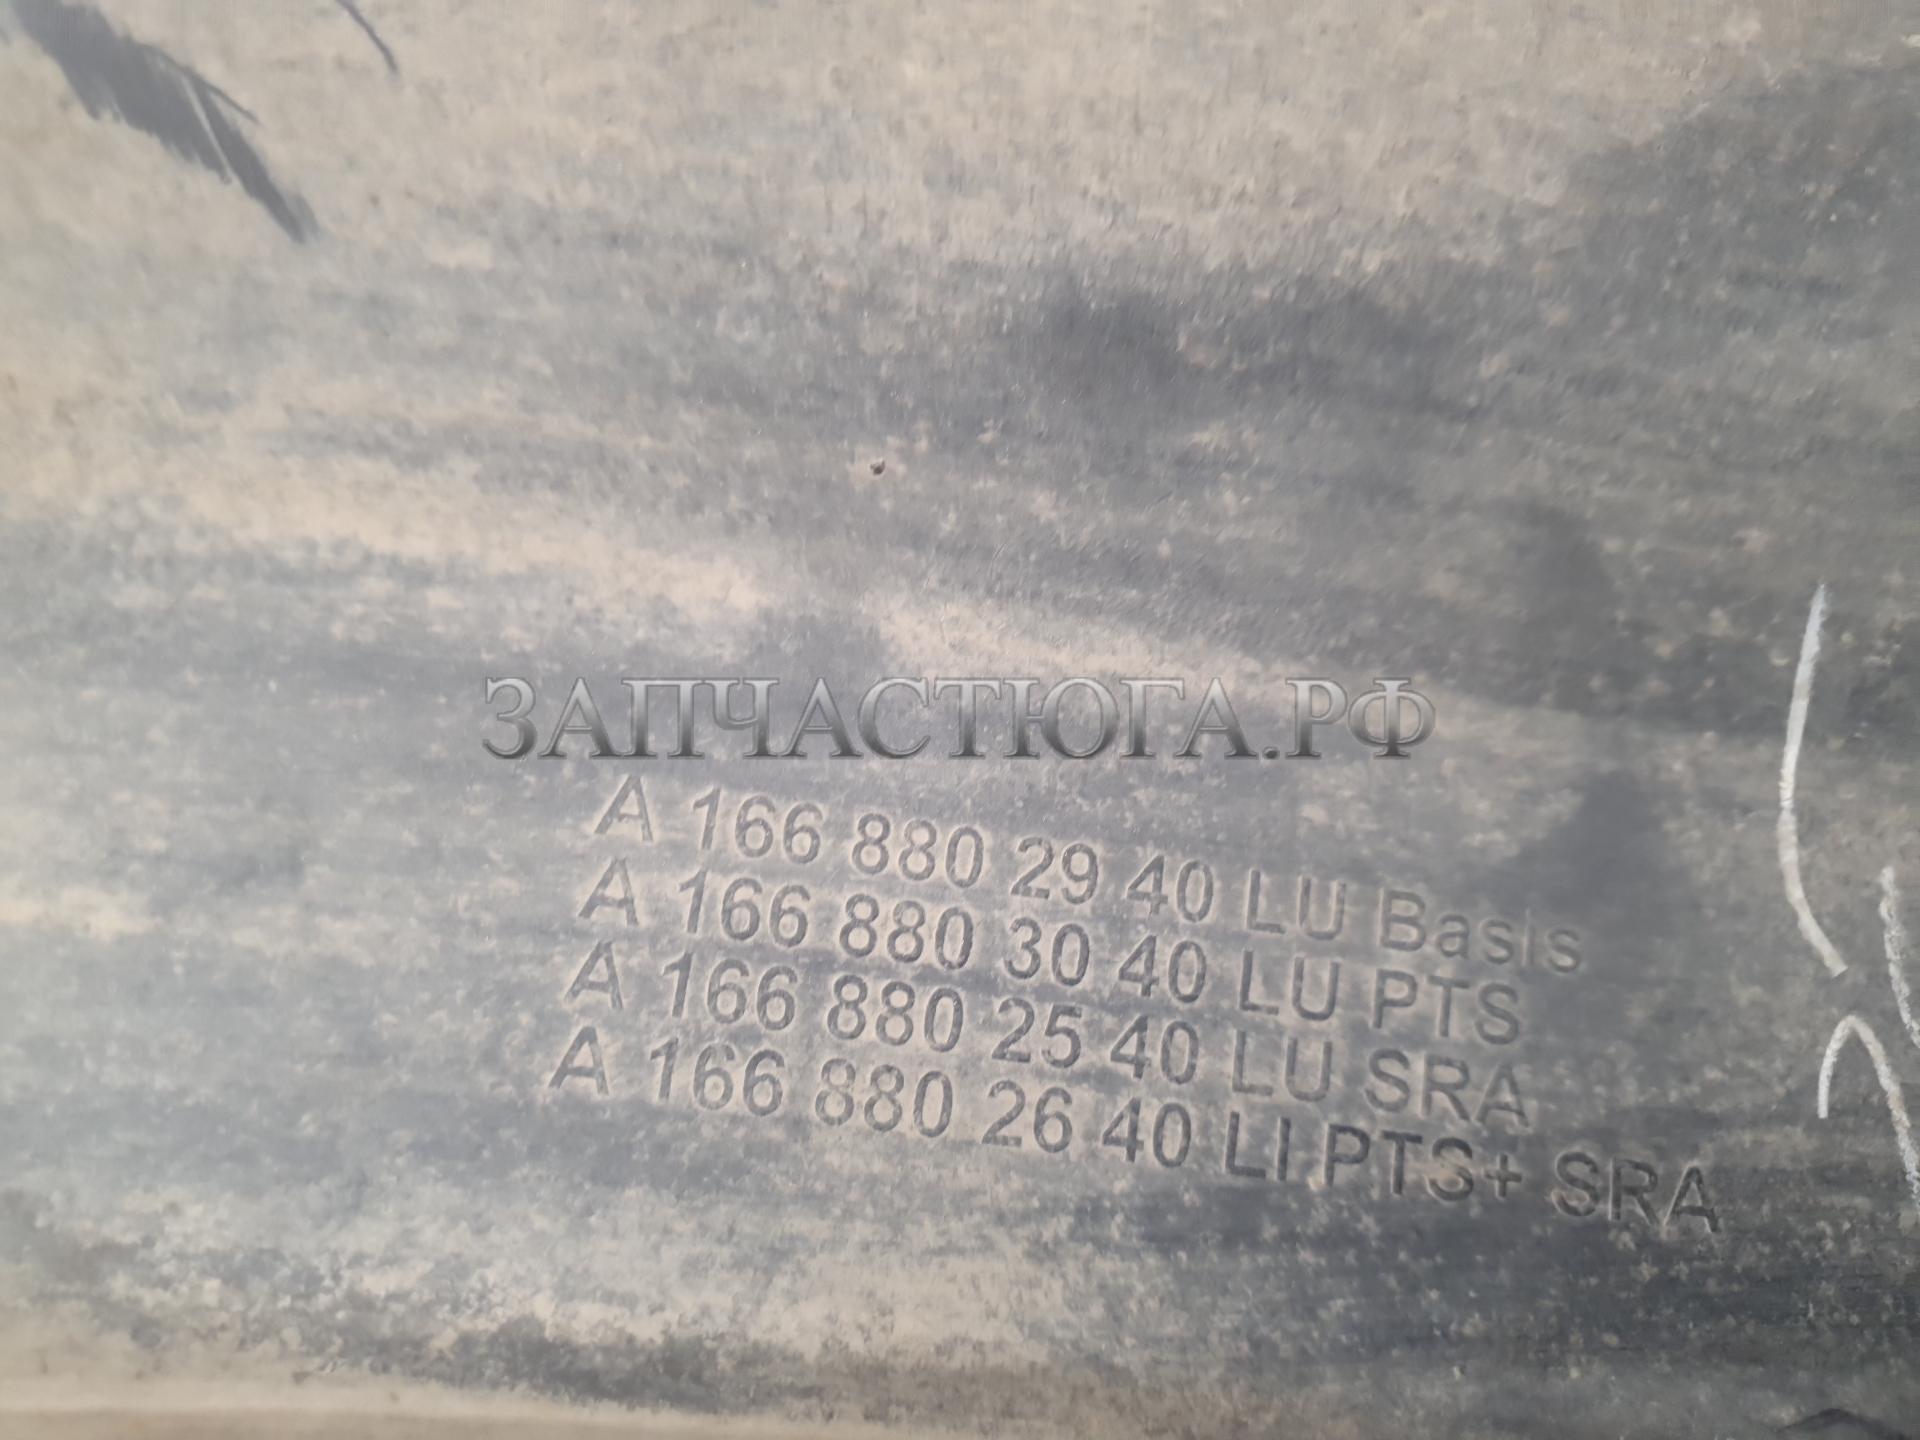 ЗАПЧАСТЮГА.РФ
A 166 880 29 40 LU Basis
A 166 880 30 40 LU PTS
A 166 880 25 40 LU SRA
A 166 880 26 40 LI PTS+ SRA